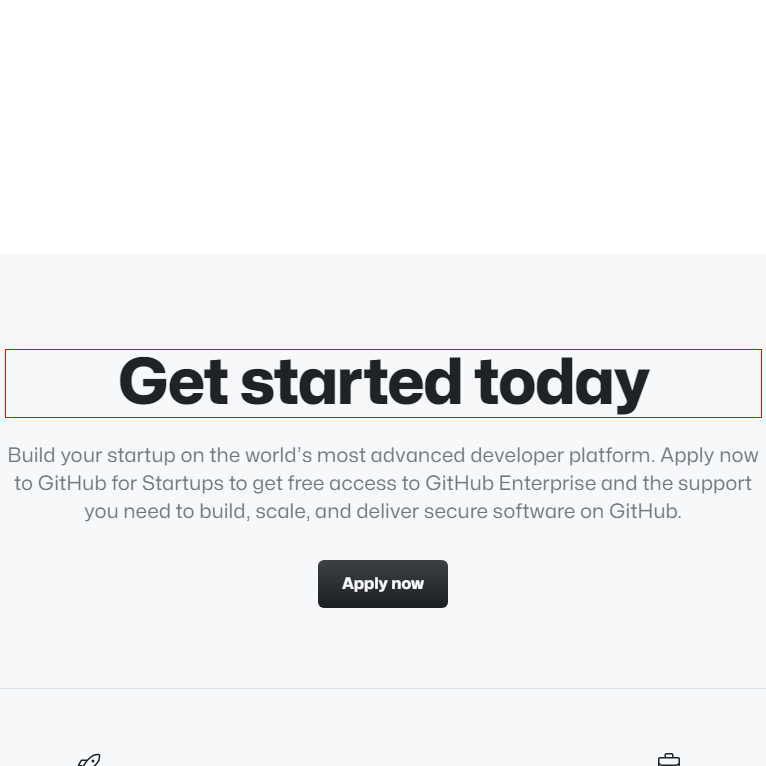 Get started today
Build your startup on the world’s most advanced developer platform. Apply now
to GitHub for Startups to get free access to GitHub Enterprise and the support
you need to build, scale, and deliver secure software on GitHub.
Apply now